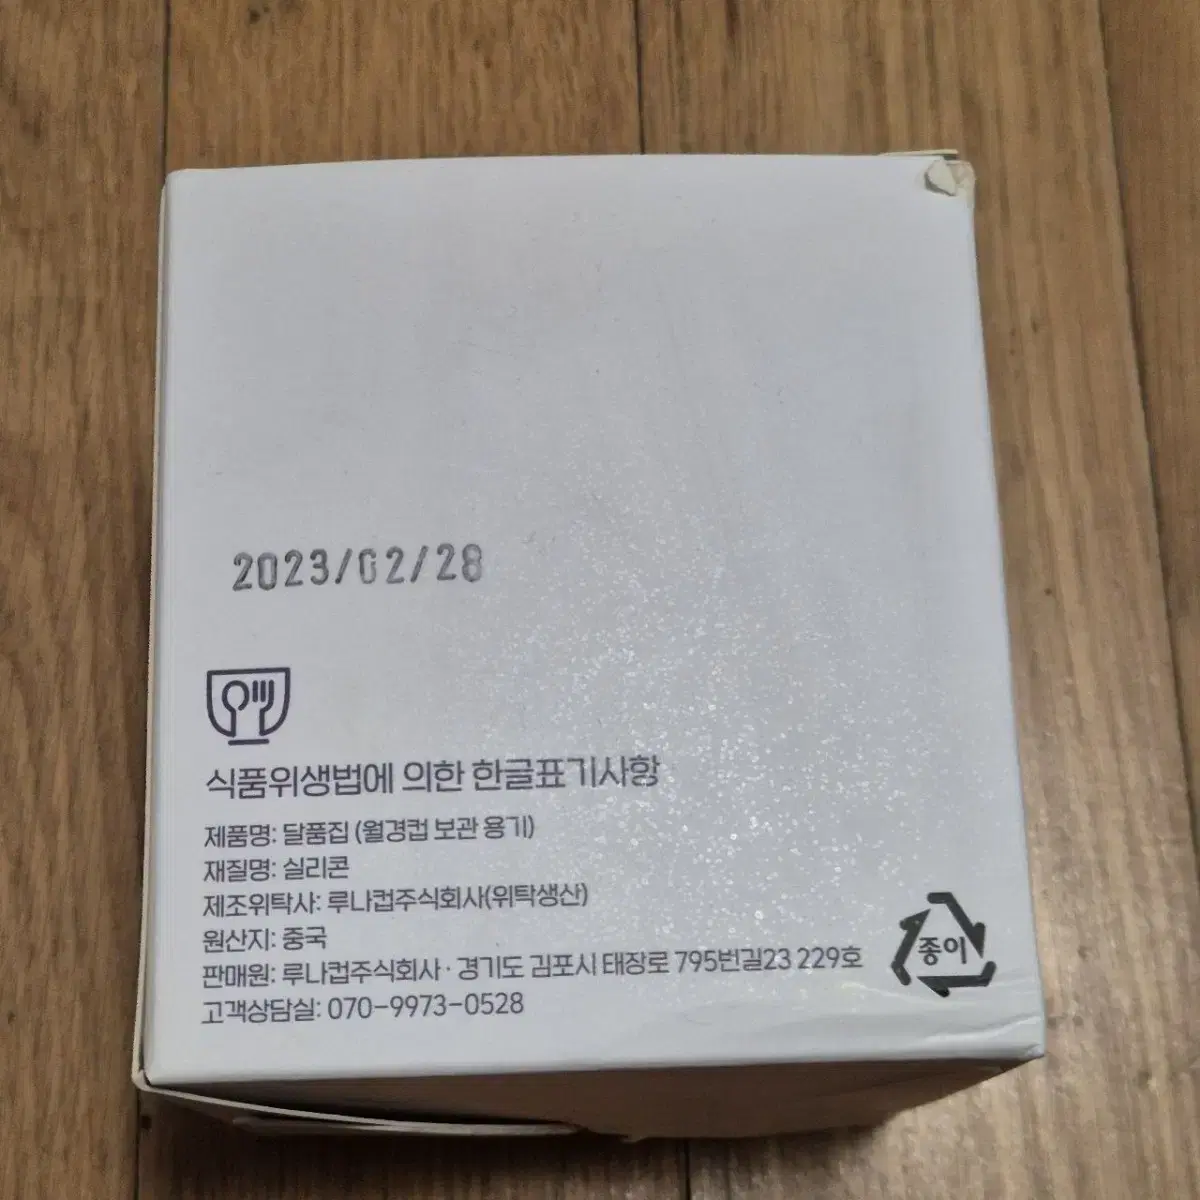 2023/02/28
식품위생법에 의한 한글표기사항
제품명: 달품집 (월경컵 보관 용기)
재질명: 실리콘
제조위탁사: 루나컵주식회사(위탁생산)
원산지: 중국
판매원: 루나컵주식회사 · 경기도 김포시 태장로 795번길23 229호
고객상담실: 070-9973-0528
종이